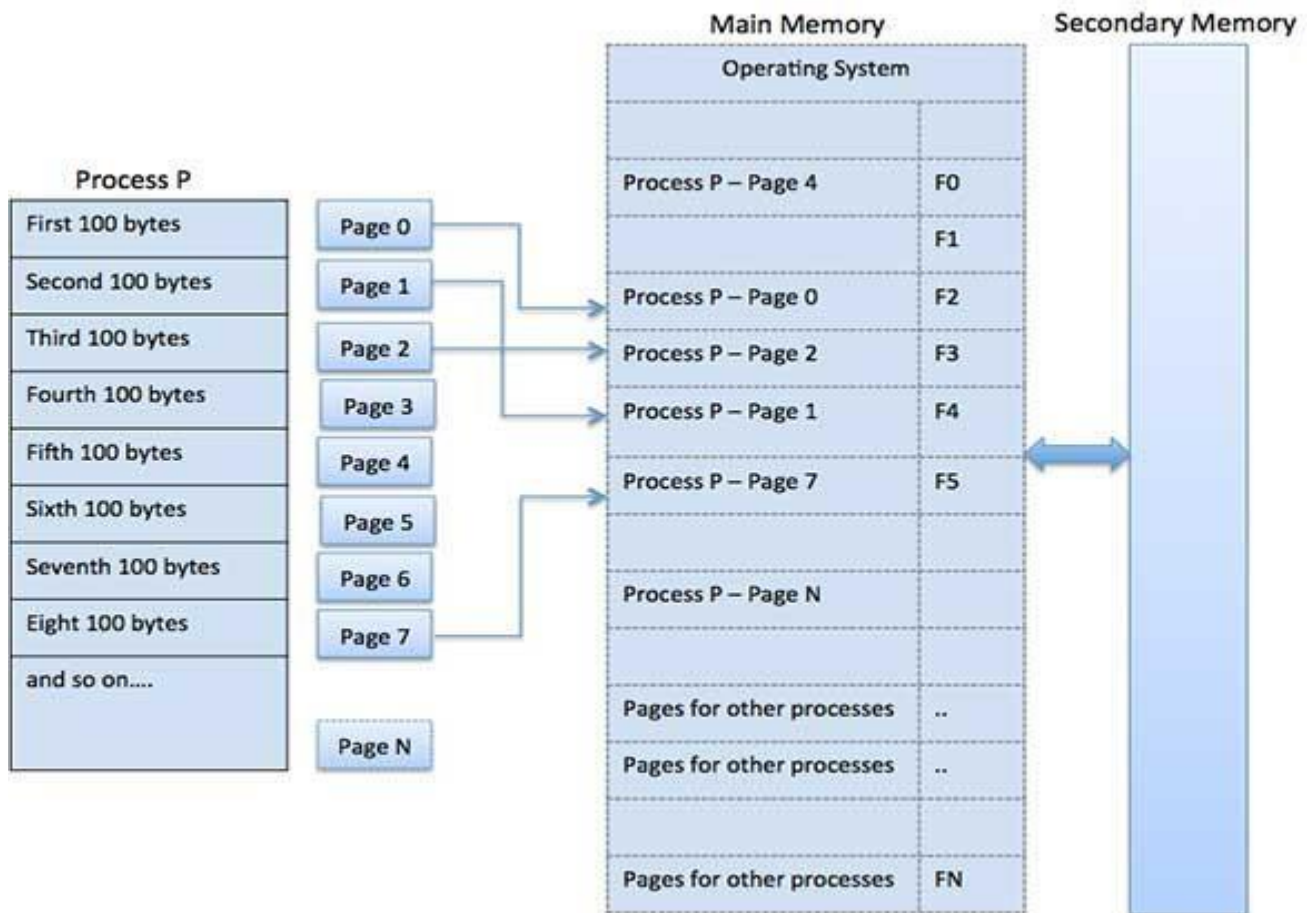 Main Memory
Secondary Memory
Operating System
Process P
First 100 bytes
Second 100 bytes
Third 100 bytes
Fourth 100 bytes
Fifth 100 bytes
Sixth 100 bytes
Seventh 100 bytes
Eight 100 bytes
and so on....
Page 0
Page 1
Page 2
Page 3
Page 4
Page 5
Page 6
Page 7
Page N
Process P – Page 4 F0
F1
Process P – Page 0 F2
Process P – Page 2 F3
Process P – Page 1 F4
Process P – Page 7 F5
Process P – Page N
Pages for other processes ..
Pages for other processes ..
Pages for other processes FN